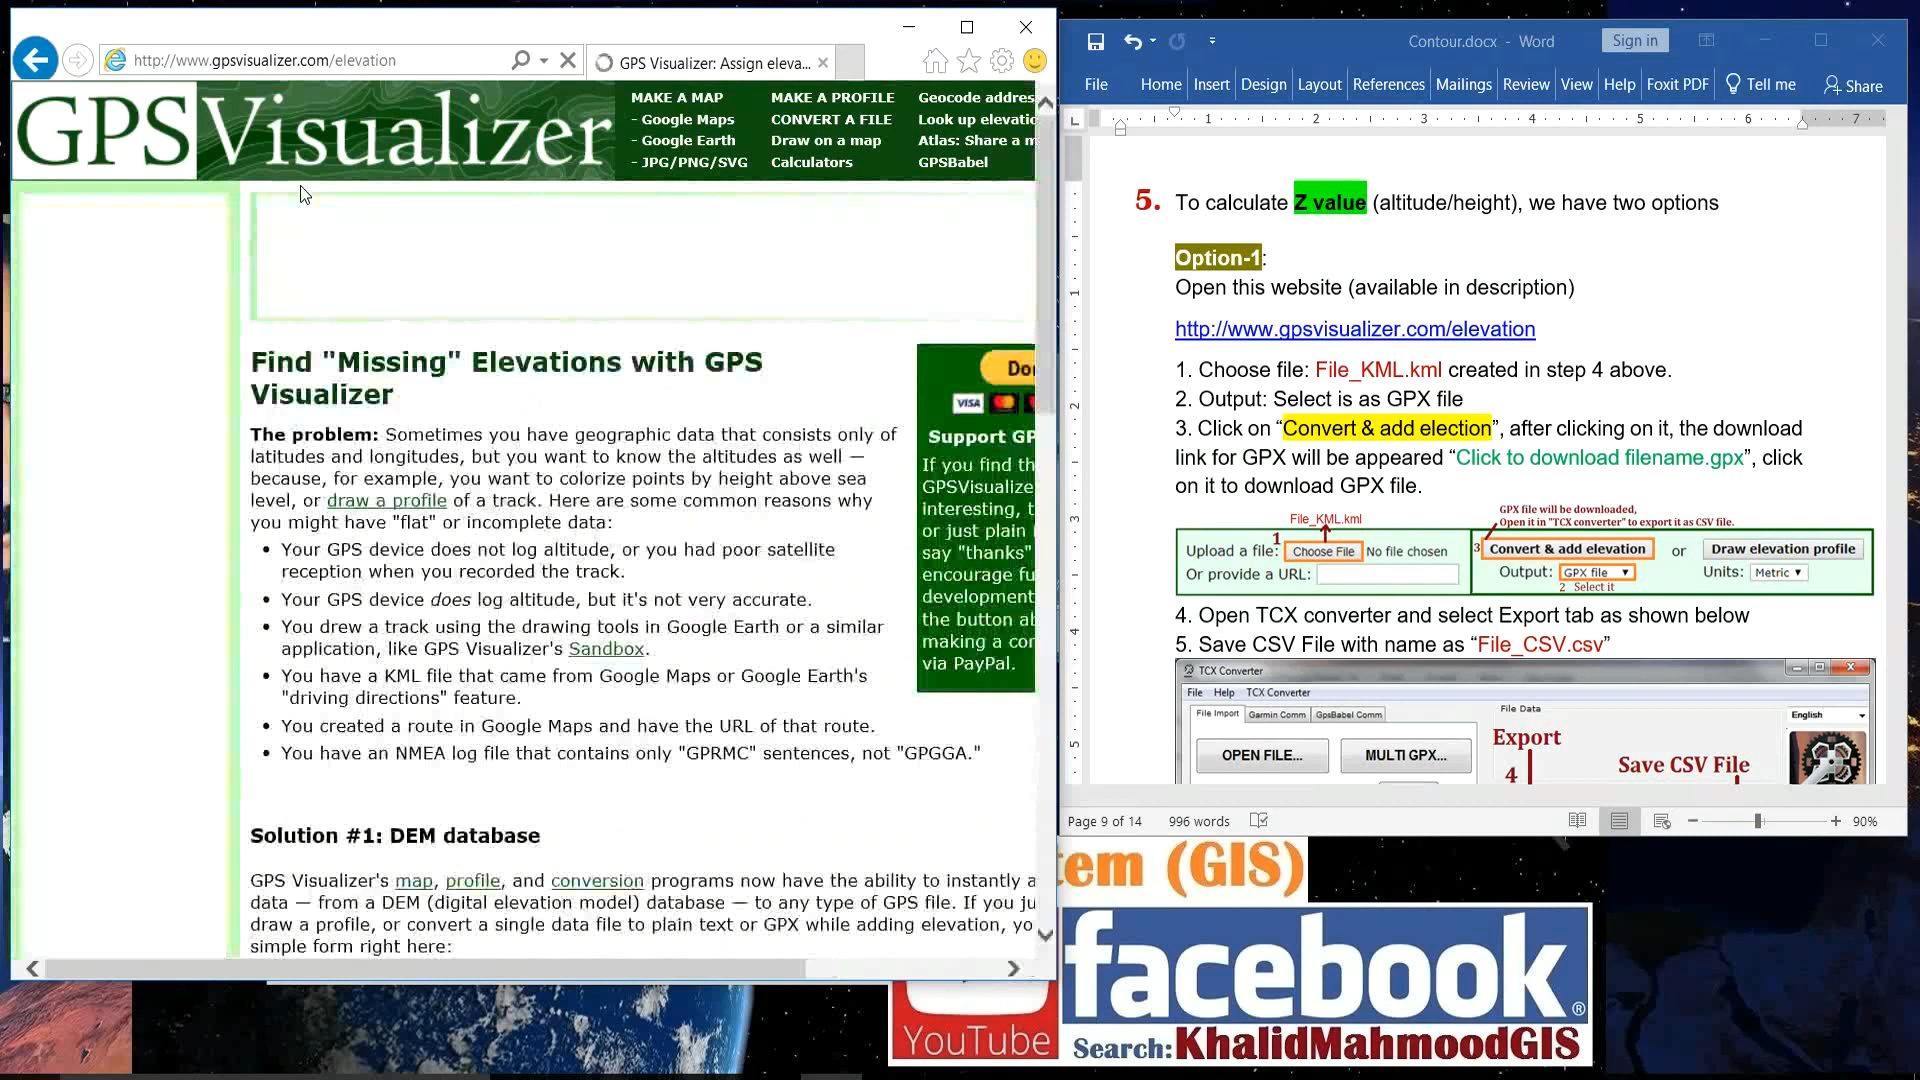 http://www.gpsvisualizer.com/elevation
GPS Visualizer: Assign eleva...
GPSVisualizer
MAKE A MAP
- Google Maps
- Google Earth
- JPG/PNG/SVG
MAKE A PROFILE
CONVERT A FILE
Draw on a map
Calculators
Geocode addres
Look up elevatio
Atlas: Share a m
GPSBabel
Find "Missing" Elevations with GPS
Visualizer
The problem: Sometimes you have geographic data that consists only of
latitudes and longitudes, but you want to know the altitudes as well —
because, for example, you want to colorize points by height above sea
level, or draw a profile of a track. Here are some common reasons why
you might have "flat" or incomplete data:
• Your GPS device does not log altitude, or you had poor satellite
reception when you recorded the track.
• Your GPS device does log altitude, but it's not very accurate.
• You drew a track using the drawing tools in Google Earth or a similar
application, like GPS Visualizer's Sandbox.
• You have a KML file that came from Google Maps or Google Earth's
"driving directions" feature.
• You created a route in Google Maps and have the URL of that route.
• You have an NMEA log file that contains only "GPRMC" sentences, not "GPGGA."
Do
VISA
Support GP
If you find th
GPSVisualize
interesting, t
or just plain
say "thanks"
encourage fu
development
the button ab
making a con
via PayPal.
Solution #1: DEM database
GPS Visualizer's map, profile, and conversion programs now have the ability to instantly a
data — from a DEM (digital elevation model) database — to any type of GPS file. If you ju
draw a profile, or convert a single data file to plain text or GPX while adding elevation, yo
simple form right here:
Contour.docx - Word
Sign in
File Home Insert Design Layout References Mailings Review View Help Foxit PDF Tell me Share
1 2 3 4 5 6 7
1
2
3
4
5
5. To calculate Z value (altitude/height), we have two options
Option-1:
Open this website (available in description)
http://www.gpsvisualizer.com/elevation
1. Choose file: File_KML.kml created in step 4 above.
2. Output: Select is as GPX file
3. Click on “Convert & add election”, after clicking on it, the download
link for GPX will be appeared “Click to download filename.gpx”, click
on it to download GPX file.
GPX file will be downloaded,
Open it in "TCX converter" to export it as CSV file.
File_KML.kml
1
Upload a file: Choose File No file chosen
Or provide a URL:
3 Convert & add elevation or Draw elevation profile
Output: GPX file Units: Metric
2 Select it
4. Open TCX converter and select Export tab as shown below
5. Save CSV File with name as “File_CSV.csv”
TCX Converter
File Help TCX Converter
File Import Garmin Comm GpsBabel Comm
File Data
English
OPEN FILE... MULTI GPX...
Export
4
Save CSV File
Page 9 of 14 996 words
90%
tem (GIS)
facebook®
YouTube
Search: KhalidMahmoodGIS